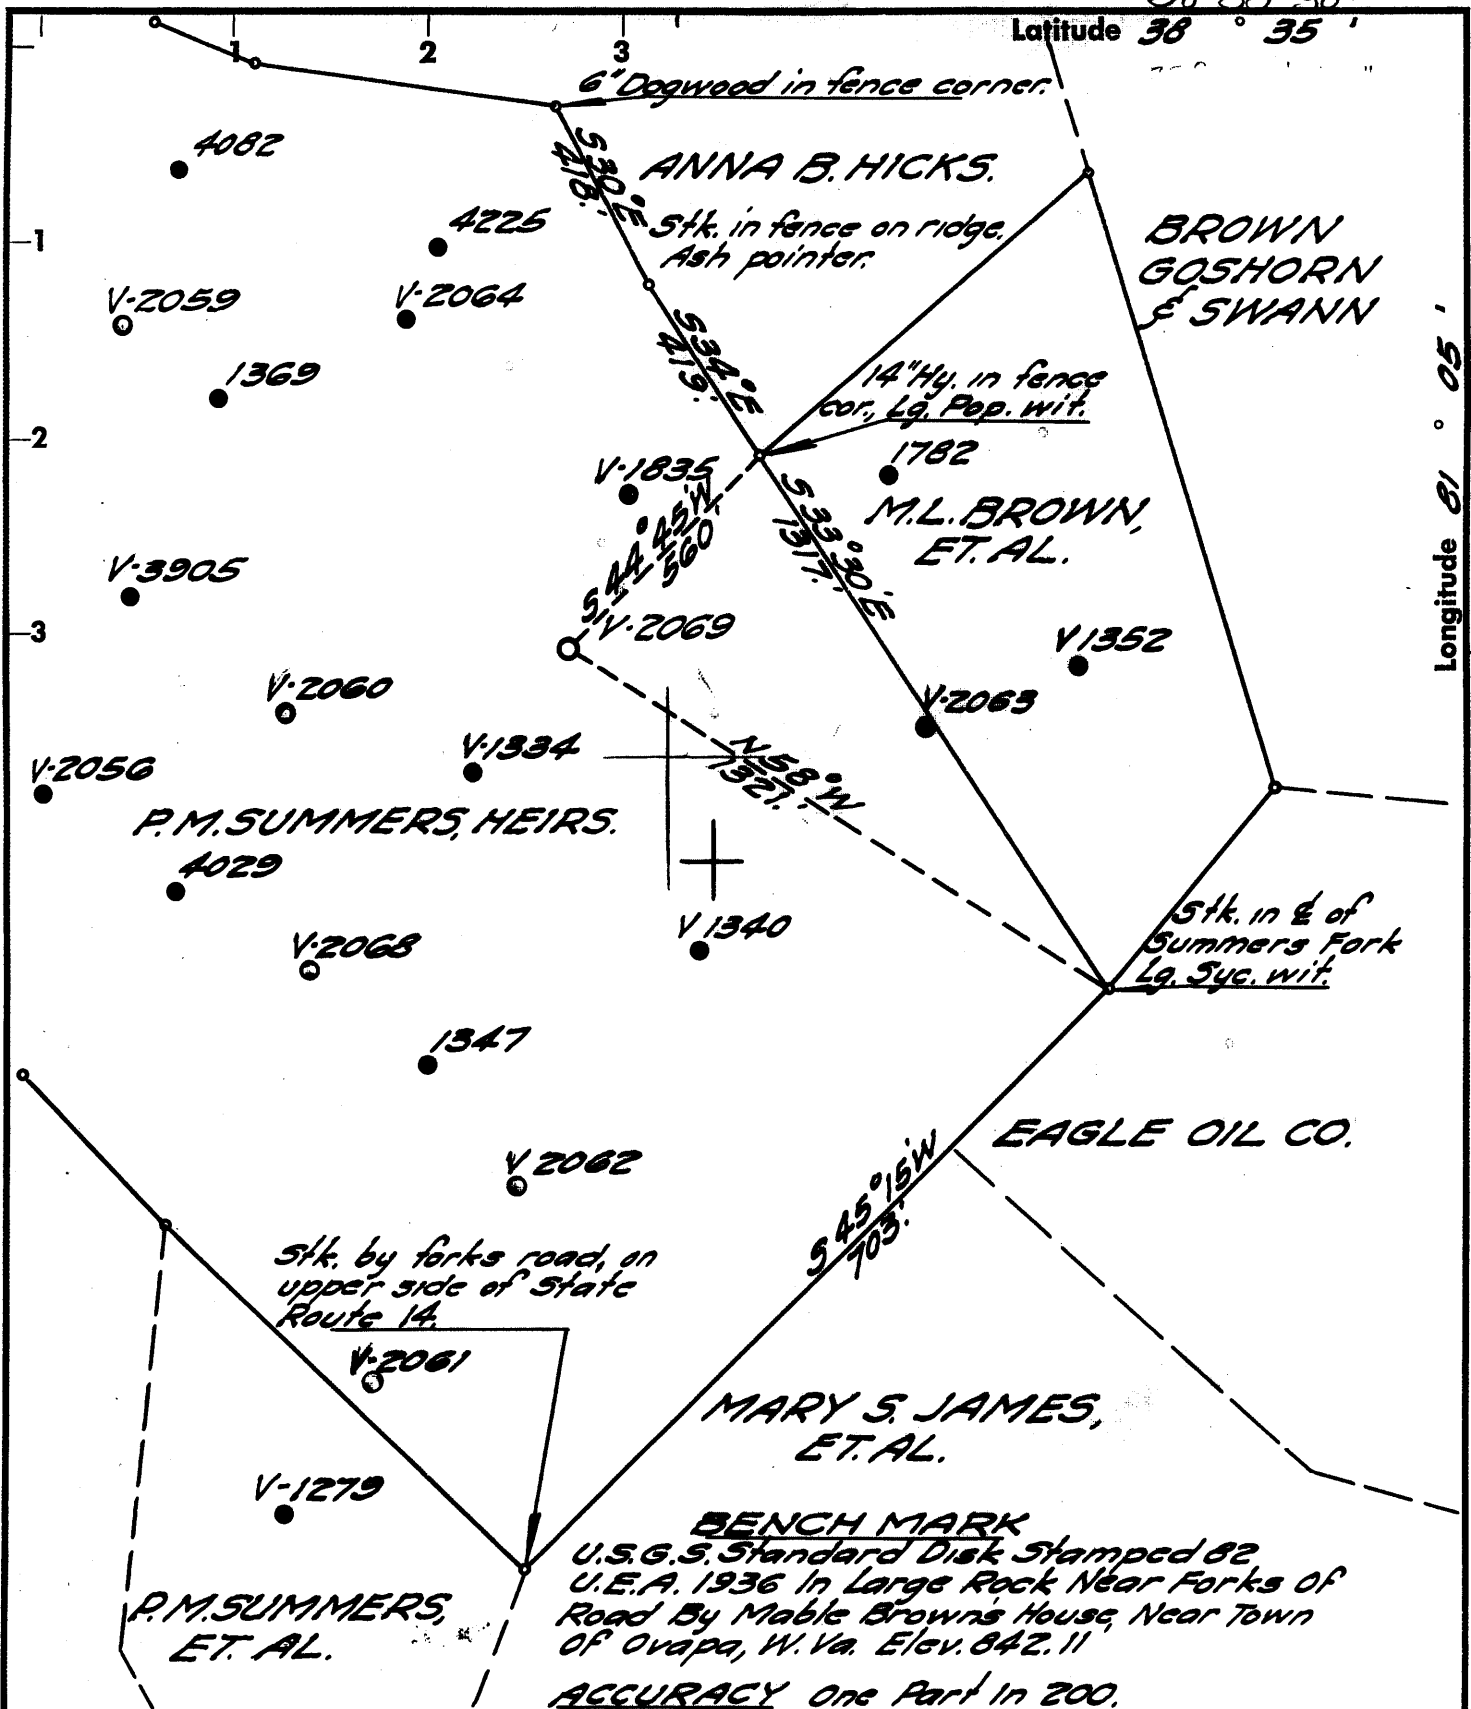 Latitude 38 ° 35 '
1 2 3
6" Dogwood in fence corner.
4082
S 30° E
418.'
ANNA B. HICKS.
4225
Stk. in fence on ridge.
Ash pointer.
1
BROWN
GOSHORN
& SWANN
V-2059
V-2064
1369
S 34° E
419.'
14" Hy. in fence
cor., Lg. Pop. wit.
Longitude 81 ° 05 '
2
V-1835
1782
S 44° 45' W
560'
S 33° 30' E
1317.'
M.L. BROWN,
ET. AL.
V-3905
3
V-2069
V 1352
V-2060
V-2063
V-1334
N 58° W
1321.'
V-2056
P.M. SUMMERS, HEIRS.
4029
V 1340
Stk. in ℄ of
Summers Fork
Lg. Syc. wit.
V-2068
1347
EAGLE OIL CO.
V 2062
S 45° 15' W
703.'
Stk. by forks road, on
upper side of State
Route 14.
V-2061
MARY S. JAMES,
ET. AL.
V-1279
BENCH MARK
U.S.G.S. Standard Disk Stamped 82
U.E.A. 1936 In Large Rock Near Forks Of
Road By Mable Brown's House, Near Town
Of Ovapa, W. Va. Elev. 842.11
P.M. SUMMERS,
ET. AL.
ACCURACY One Part In 200.